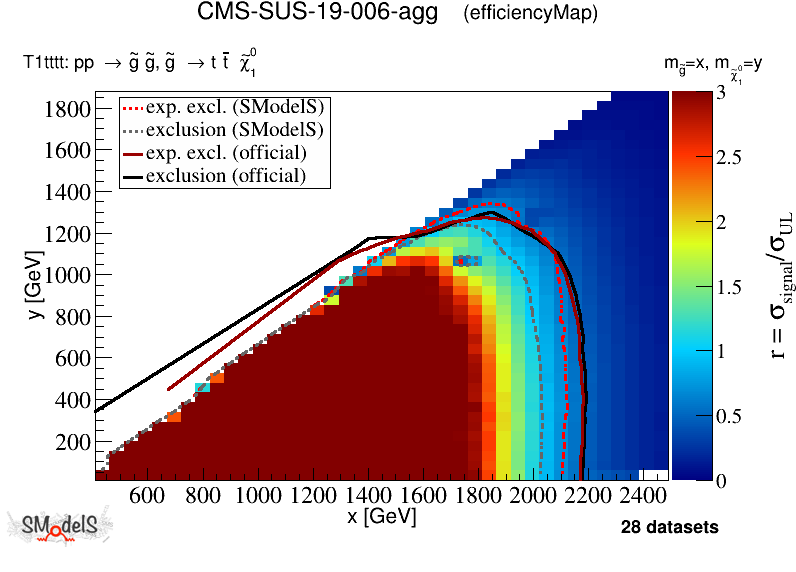 CMS-SUS-19-006-agg (efficiencyMap)
T1tttt: pp → g̃ g̃, g̃ → t t̄ χ̃₁⁰
m_g̃=x, m_χ̃₁⁰=y
exp. excl. (SModelS)
exclusion (SModelS)
exp. excl. (official)
exclusion (official)
1800
1600
1400
1200
1000
800
600
400
200
y [GeV]
600 800 1000 1200 1400 1600 1800 2000 2200 2400
x [GeV]
3
2.5
2
1.5
1
0.5
0
r = σ_signal/σ_UL
SModelS
28 datasets